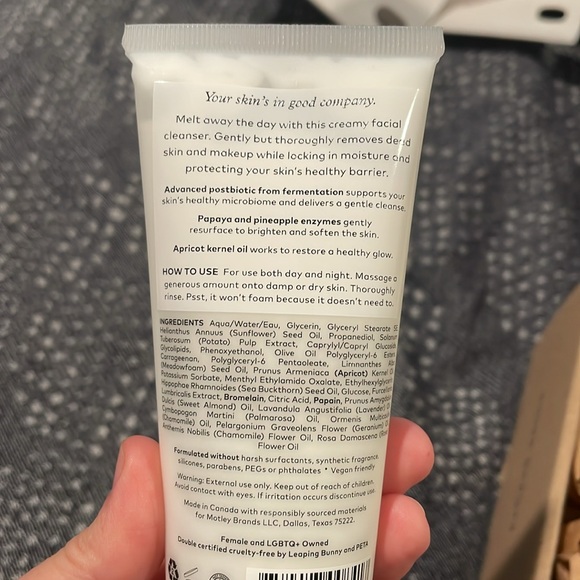 Your skin's in good company.
Melt away the day with this creamy facial
cleanser. Gently but thoroughly removes dead
skin and makeup while locking in moisture and
protecting your skin's healthy barrier.
Advanced postbiotic from fermentation supports your
skin's healthy microbiome and delivers a gentle cleanse.
Papaya and pineapple enzymes gently
resurface to brighten and soften the skin.
Apricot kernel oil works to restore a healthy glow.
HOW TO USE For use both day and night. Massage a
generous amount onto damp or dry skin. Thoroughly
rinse. Psst, it won't foam because it doesn't need to.
INGREDIENTS Aqua/Water/Eau, Glycerin, Glyceryl Stearate SE,
Helianthus Annuus (Sunflower) Seed Oil, Propanediol, Solanum
Tuberosum (Potato) Pulp Extract, Caprylyl/Capryl Glucoside,
Glycolipids, Phenoxyethanol, Olive Oil Polyglyceryl-6 Esters,
Carrageenan, Polyglyceryl-6 Pentaoleate, Limnanthes Alba
(Meadowfoam) Seed Oil, Prunus Armeniaca (Apricot) Kernel Oil,
Potassium Sorbate, Menthyl Ethylamido Oxalate, Ethylhexylglycerin,
Hippophae Rhamnoides (Sea Buckthorn) Seed Oil, Glucose, Furcellaria
Lumbricalis Extract, Bromelain, Citric Acid, Papain, Prunus Amygdalus
Dulcis (Sweet Almond) Oil, Lavandula Angustifolia (Lavender) Oil,
Cymbopogon Martini (Palmarosa) Oil, Ormenis Multicaulis
(Chamomile) Oil, Pelargonium Graveolens Flower (Geranium) Oil,
Anthemis Nobilis (Chamomile) Flower Oil, Rosa Damascena (Rose)
Flower Oil
Formulated without harsh surfactants, synthetic fragrance,
silicones, parabens, PEGs or phthalates * Vegan friendly
Warning: External use only. Keep out of reach of children.
Avoid contact with eyes. If irritation occurs discontinue use.
Made in Canada with responsibly sourced materials
for Motley Brands LLC, Dallas, Texas 75222.
Female and LGBTQ+ Owned
Double certified cruelty-free by Leaping Bunny and PETA